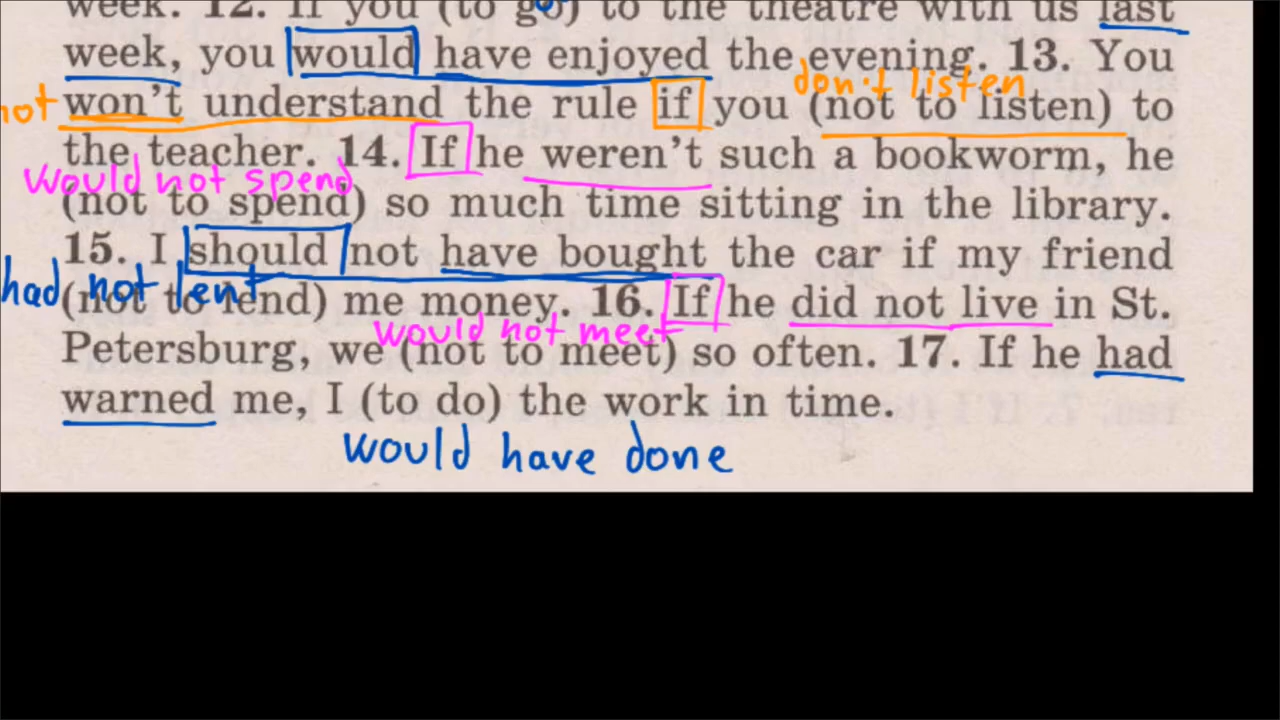 week. 12. If you (to go) to the theatre with us last
week, you would have enjoyed the evening. 13. You
don't listen
not won't understand the rule if you (not to listen) to
the teacher. 14. If he weren't such a bookworm, he
would not spend
(not to spend) so much time sitting in the library.
15. I should not have bought the car if my friend
had not lent
(not to lend) me money. 16. If he did not live in St.
would not meet
Petersburg, we (not to meet) so often. 17. If he had
warned me, I (to do) the work in time.
would have done